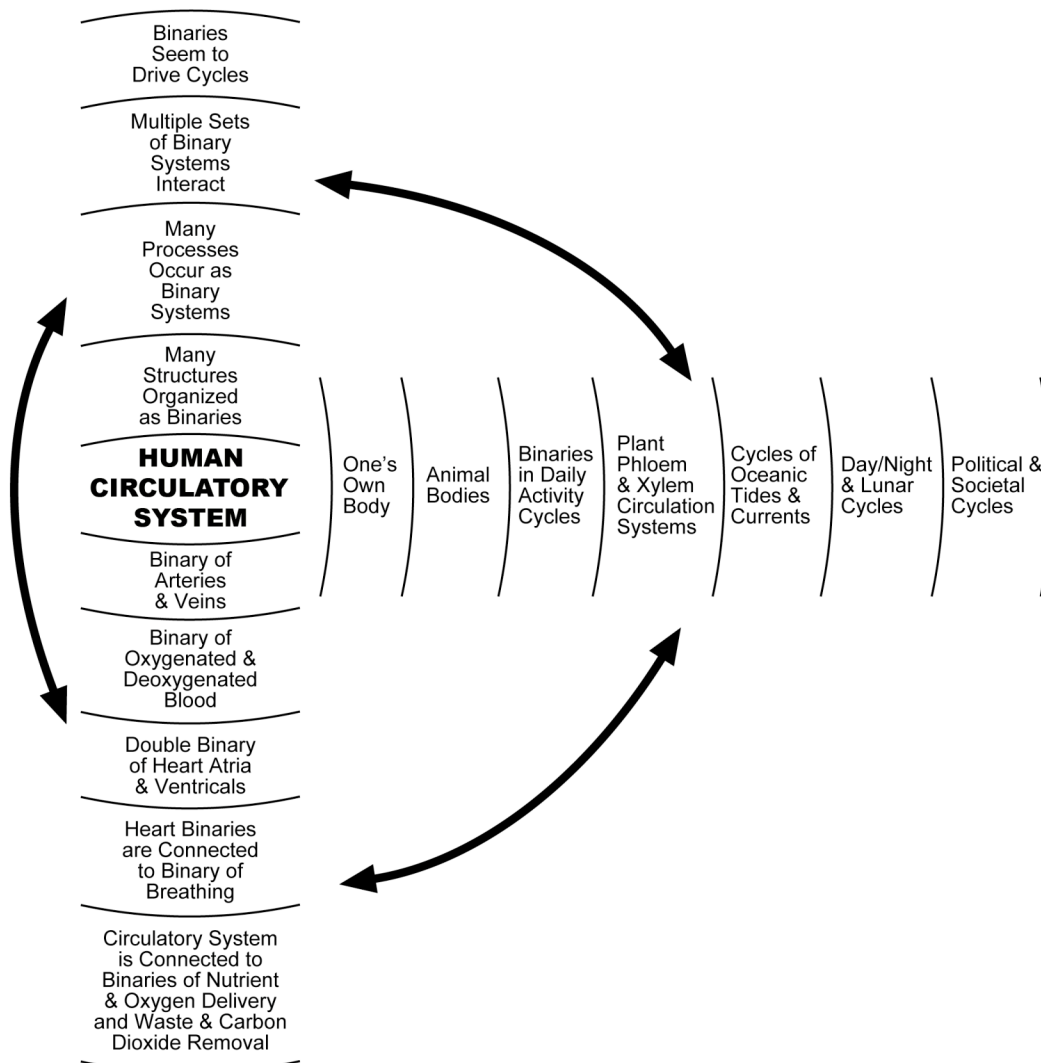 Binaries
Seem to
Drive Cycles
Multiple Sets
of Binary
Systems
Interact
Many
Processes
Occur as
Binary
Systems
Many
Structures
Organized
as Binaries
HUMAN
CIRCULATORY
SYSTEM
One's
Own
Body
Animal
Bodies
Binaries
in Daily
Activity
Cycles
Plant
Phloem
& Xylem
Circulation
Systems
Cycles of
Oceanic
Tides &
Currents
Day/Night
& Lunar
Cycles
Political &
Societal
Cycles
Binary of
Arteries
& Veins
Binary of
Oxygenated &
Deoxygenated
Blood
Double Binary
of Heart Atria
& Ventricals
Heart Binaries
are Connected
to Binary of
Breathing
Circulatory System
is Connected to
Binaries of Nutrient
& Oxygen Delivery
and Waste & Carbon
Dioxide Removal